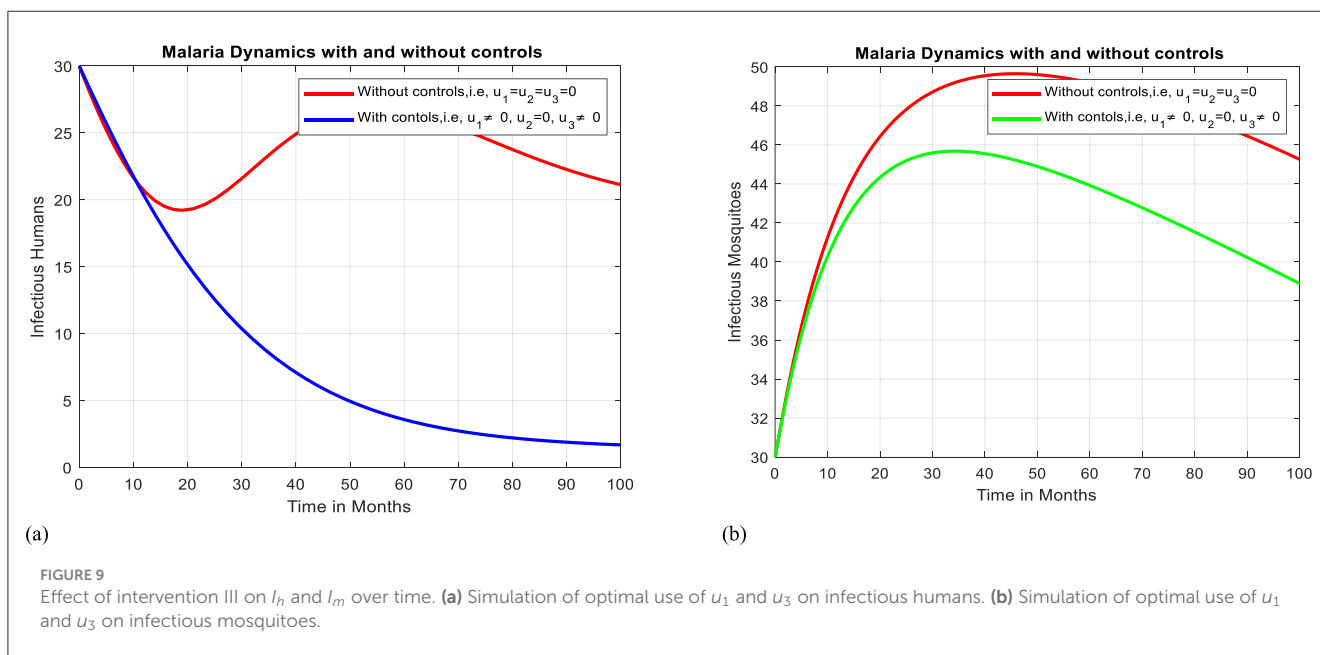 Malaria Dynamics with and without controls
30
25
20
15
10
5
0
Infectious Humans
Without controls,i.e, u1=u2=u3=0
With contols,i.e, u1≠ 0, u2=0, u3≠ 0
0 10 20 30 40 50 60 70 80 90 100
Time in Months
(a)
Malaria Dynamics with and without controls
50
48
46
44
42
40
38
36
34
32
30
Infectious Mosquitoes
Without controls,i.e, u1=u2=u3=0
With contols,i.e, u1≠ 0, u2=0, u3≠ 0
0 10 20 30 40 50 60 70 80 90 100
Time in Months
(b)
FIGURE 9
Effect of intervention III on Ih and Im over time. (a) Simulation of optimal use of u1 and u3 on infectious humans. (b) Simulation of optimal use of u1
and u3 on infectious mosquitoes.